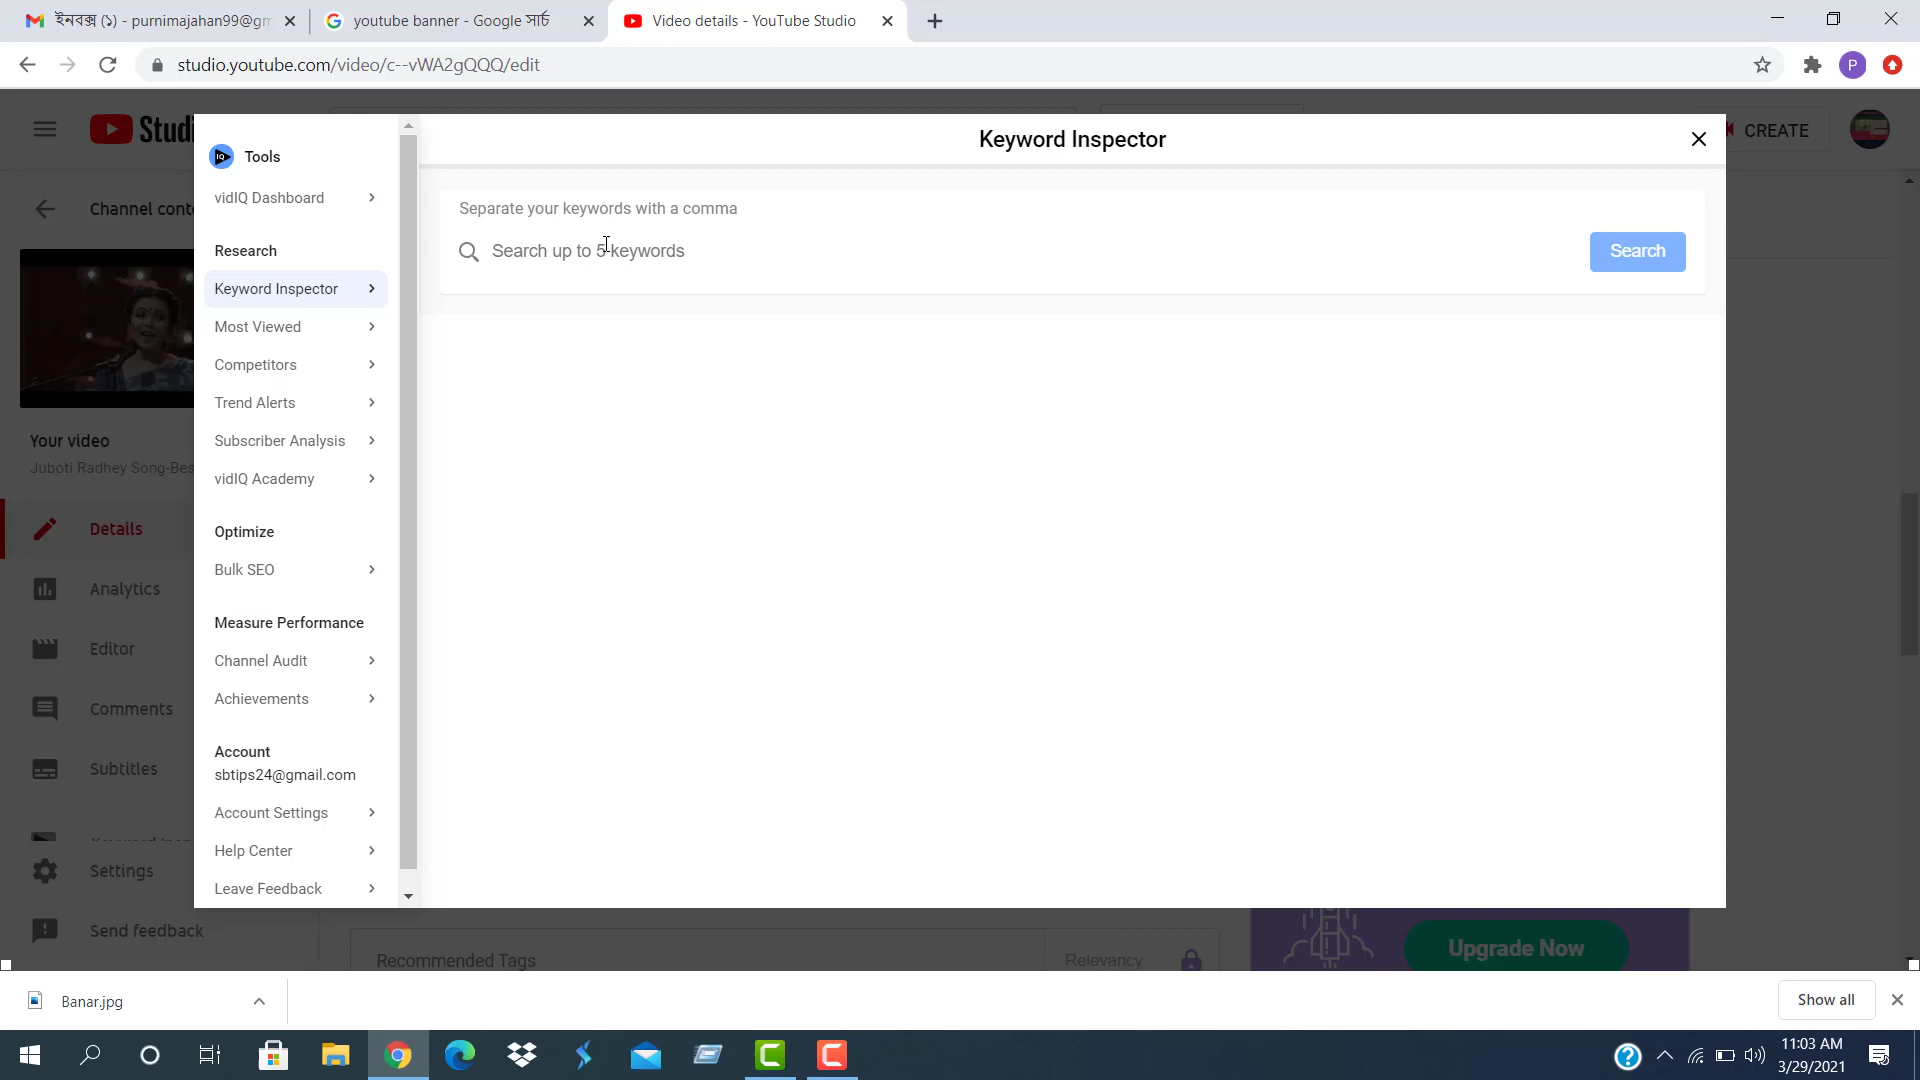 ইনবক্স (১) - purnimajahan99@gm
youtube banner - Google সার্চ
Video details - YouTube Studio
studio.youtube.com/video/c--vWA2gQQQ/edit
P
Studi
CREATE
Keyword Inspector
Tools
vidIQ Dashboard
Research
Keyword Inspector
Most Viewed
Competitors
Trend Alerts
Subscriber Analysis
vidIQ Academy
Optimize
Bulk SEO
Measure Performance
Channel Audit
Achievements
Account
sbtips24@gmail.com
Account Settings
Help Center
Leave Feedback
Separate your keywords with a comma
Search up to 5 keywords
Search
Channel conte
Your video
Juboti Radhey Song-Bes
Details
Analytics
Editor
Comments
Subtitles
Settings
Send feedback
Recommended Tags
Relevancy
Upgrade Now
Banar.jpg
Show all
11:03 AM
3/29/2021